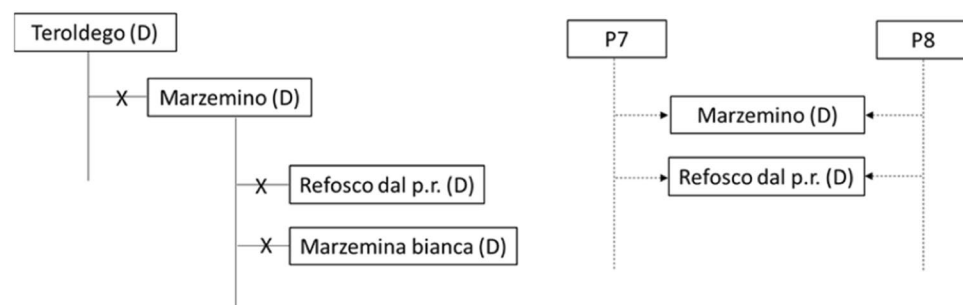 Teroldego (D)
X
Marzemino (D)
X
Refosco dal p.r. (D)
X
Marzemina bianca (D)
P7
P8
Marzemino (D)
Refosco dal p.r. (D)